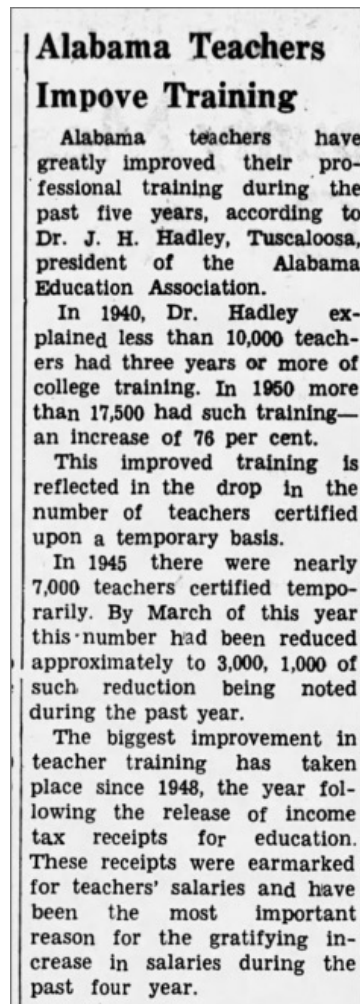 Alabama Teachers
Impove Training
Alabama teachers have
greatly improved their pro-
fessional training during the
past five years, according to
Dr. J. H. Hadley, Tuscaloosa,
president of the Alabama
Education Association.
In 1940, Dr. Hadley ex-
plained less than 10,000 teach-
ers had three years or more of
college training. In 1950 more
than 17,500 had such training—
an increase of 76 per cent.
This improved training is
reflected in the drop in the
number of teachers certified
upon a temporary basis.
In 1945 there were nearly
7,000 teachers certified tempo-
rarily. By March of this year
this number had been reduced
approximately to 3,000, 1,000 of
such reduction being noted
during the past year.
The biggest improvement in
teacher training has taken
place since 1948, the year fol-
lowing the release of income
tax receipts for education.
These receipts were earmarked
for teachers' salaries and have
been the most important
reason for the gratifying in-
crease in salaries during the
past four year.